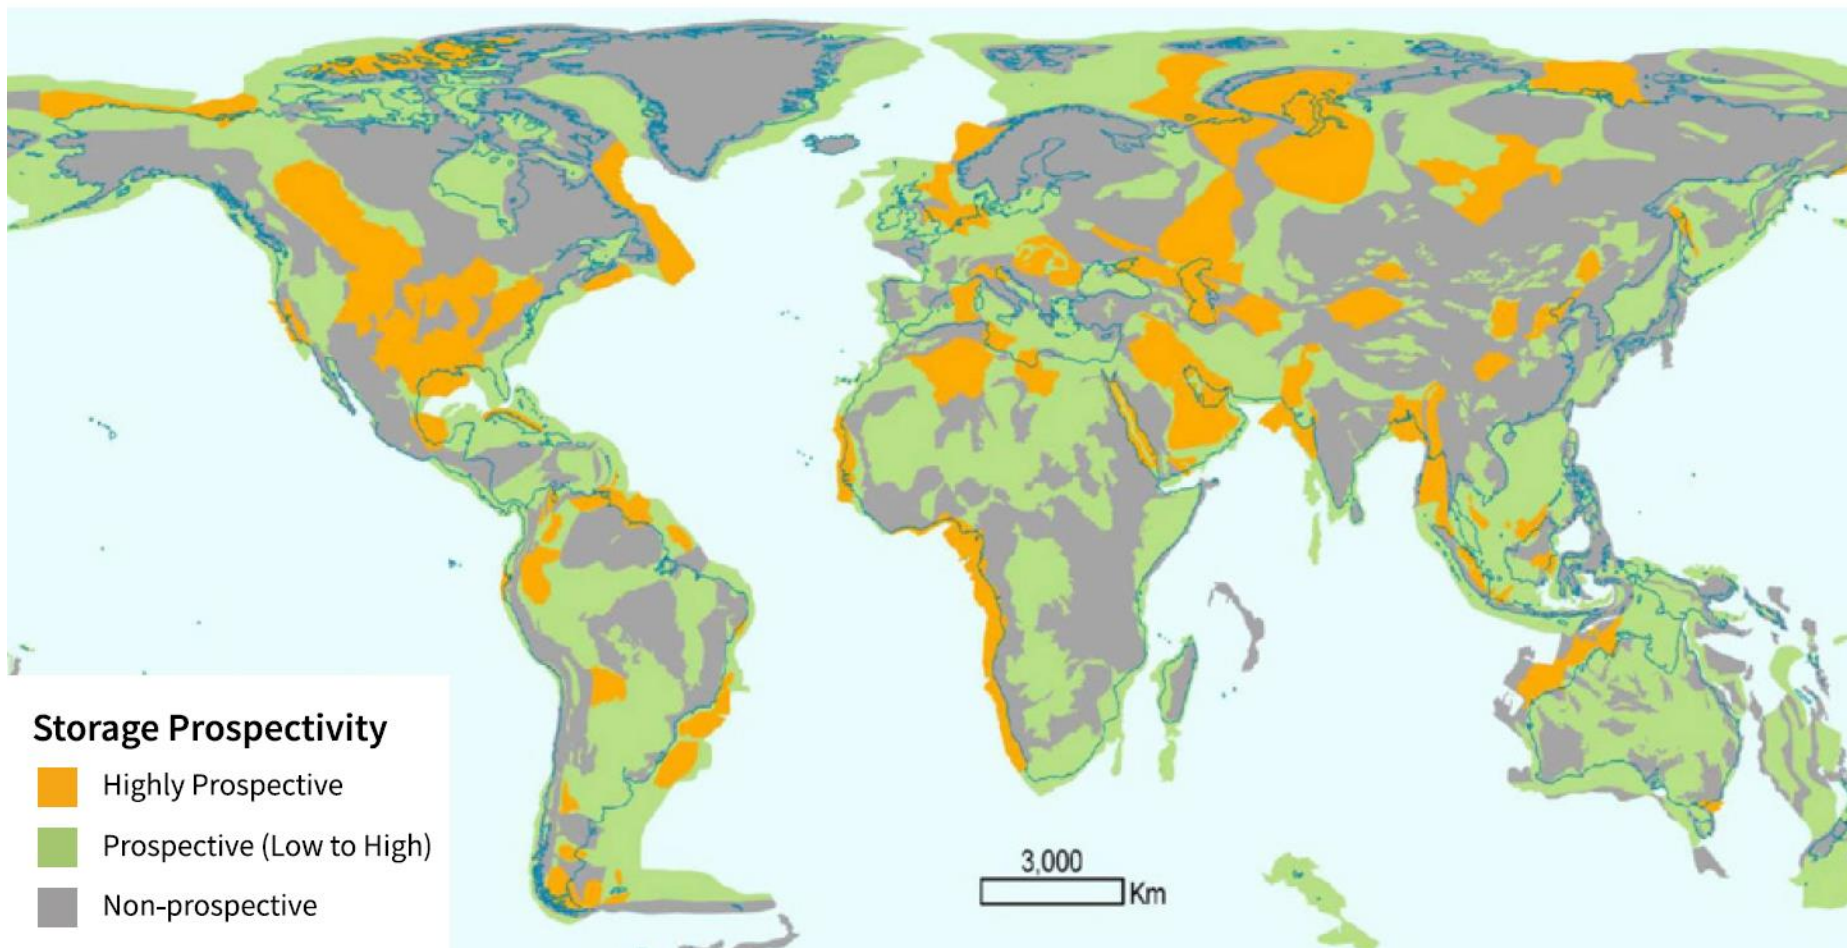 Storage Prospectivity
Highly Prospective
Prospective (Low to High)
Non-prospective
3,000
Km